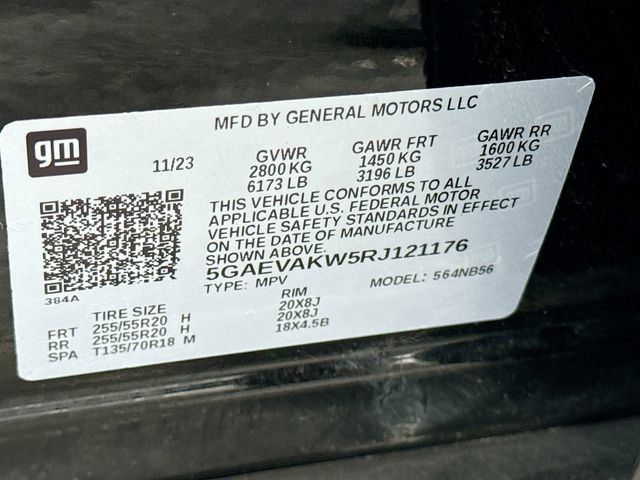 MFD BY GENERAL MOTORS LLC
gm
11/23
GVWR
2800 KG
6173 LB
GAWR FRT
1450 KG
3196 LB
GAWR RR
1600 KG
3527 LB
THIS VEHICLE CONFORMS TO ALL
APPLICABLE U.S. FEDERAL MOTOR
VEHICLE SAFETY STANDARDS IN EFFECT
ON THE DATE OF MANUFACTURE
SHOWN ABOVE.
5GAEVAKW5RJ121176
TYPE: MPV
MODEL: 564NB56
384A
TIRE SIZE RIM
FRT 255/55R20 H 20X8J
RR 255/55R20 H 20X8J
SPA T135/70R18 M 18X4.5B